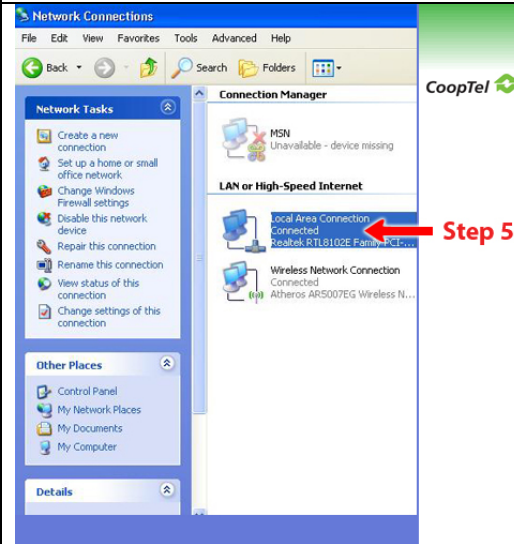 Network Connections
File Edit View Favorites Tools Advanced Help
Back Search Folders
Network Tasks
Create a new
connection
Set up a home or small
office network
Change Windows
Firewall settings
Disable this network
device
Repair this connection
Rename this connection
View status of this
connection
Change settings of this
connection
Other Places
Control Panel
My Network Places
My Documents
My Computer
Details
Connection Manager
MSN
Unavailable - device missing
LAN or High-Speed Internet
Local Area Connection
Connected
Realtek RTL8102E Family PCI-...
Wireless Network Connection
Connected
Atheros AR5007EG Wireless N...
CoopTel
Step 5